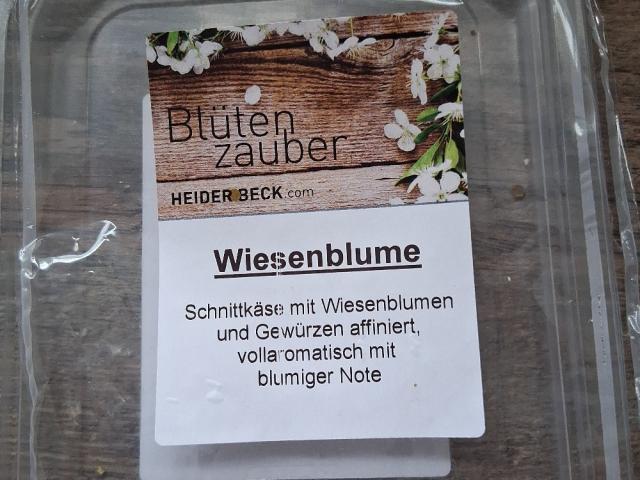 Blüten
zauber
HEIDERBECK.com
Wiesenblume
Schnittkäse mit Wiesenblumen
und Gewürzen affiniert,
vollaromatisch mit
blumiger Note